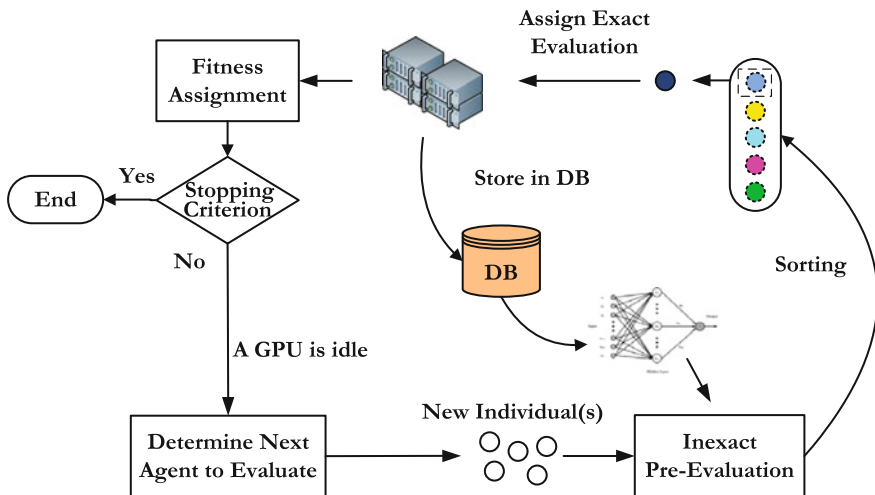 Assign Exact
Evaluation
Fitness
Assignment
Yes
End
Stopping
Criterion
Store in DB
No
DB
Sorting
A GPU is idle
New Individual(s)
Determine Next
Agent to Evaluate
Inexact
Pre-Evaluation